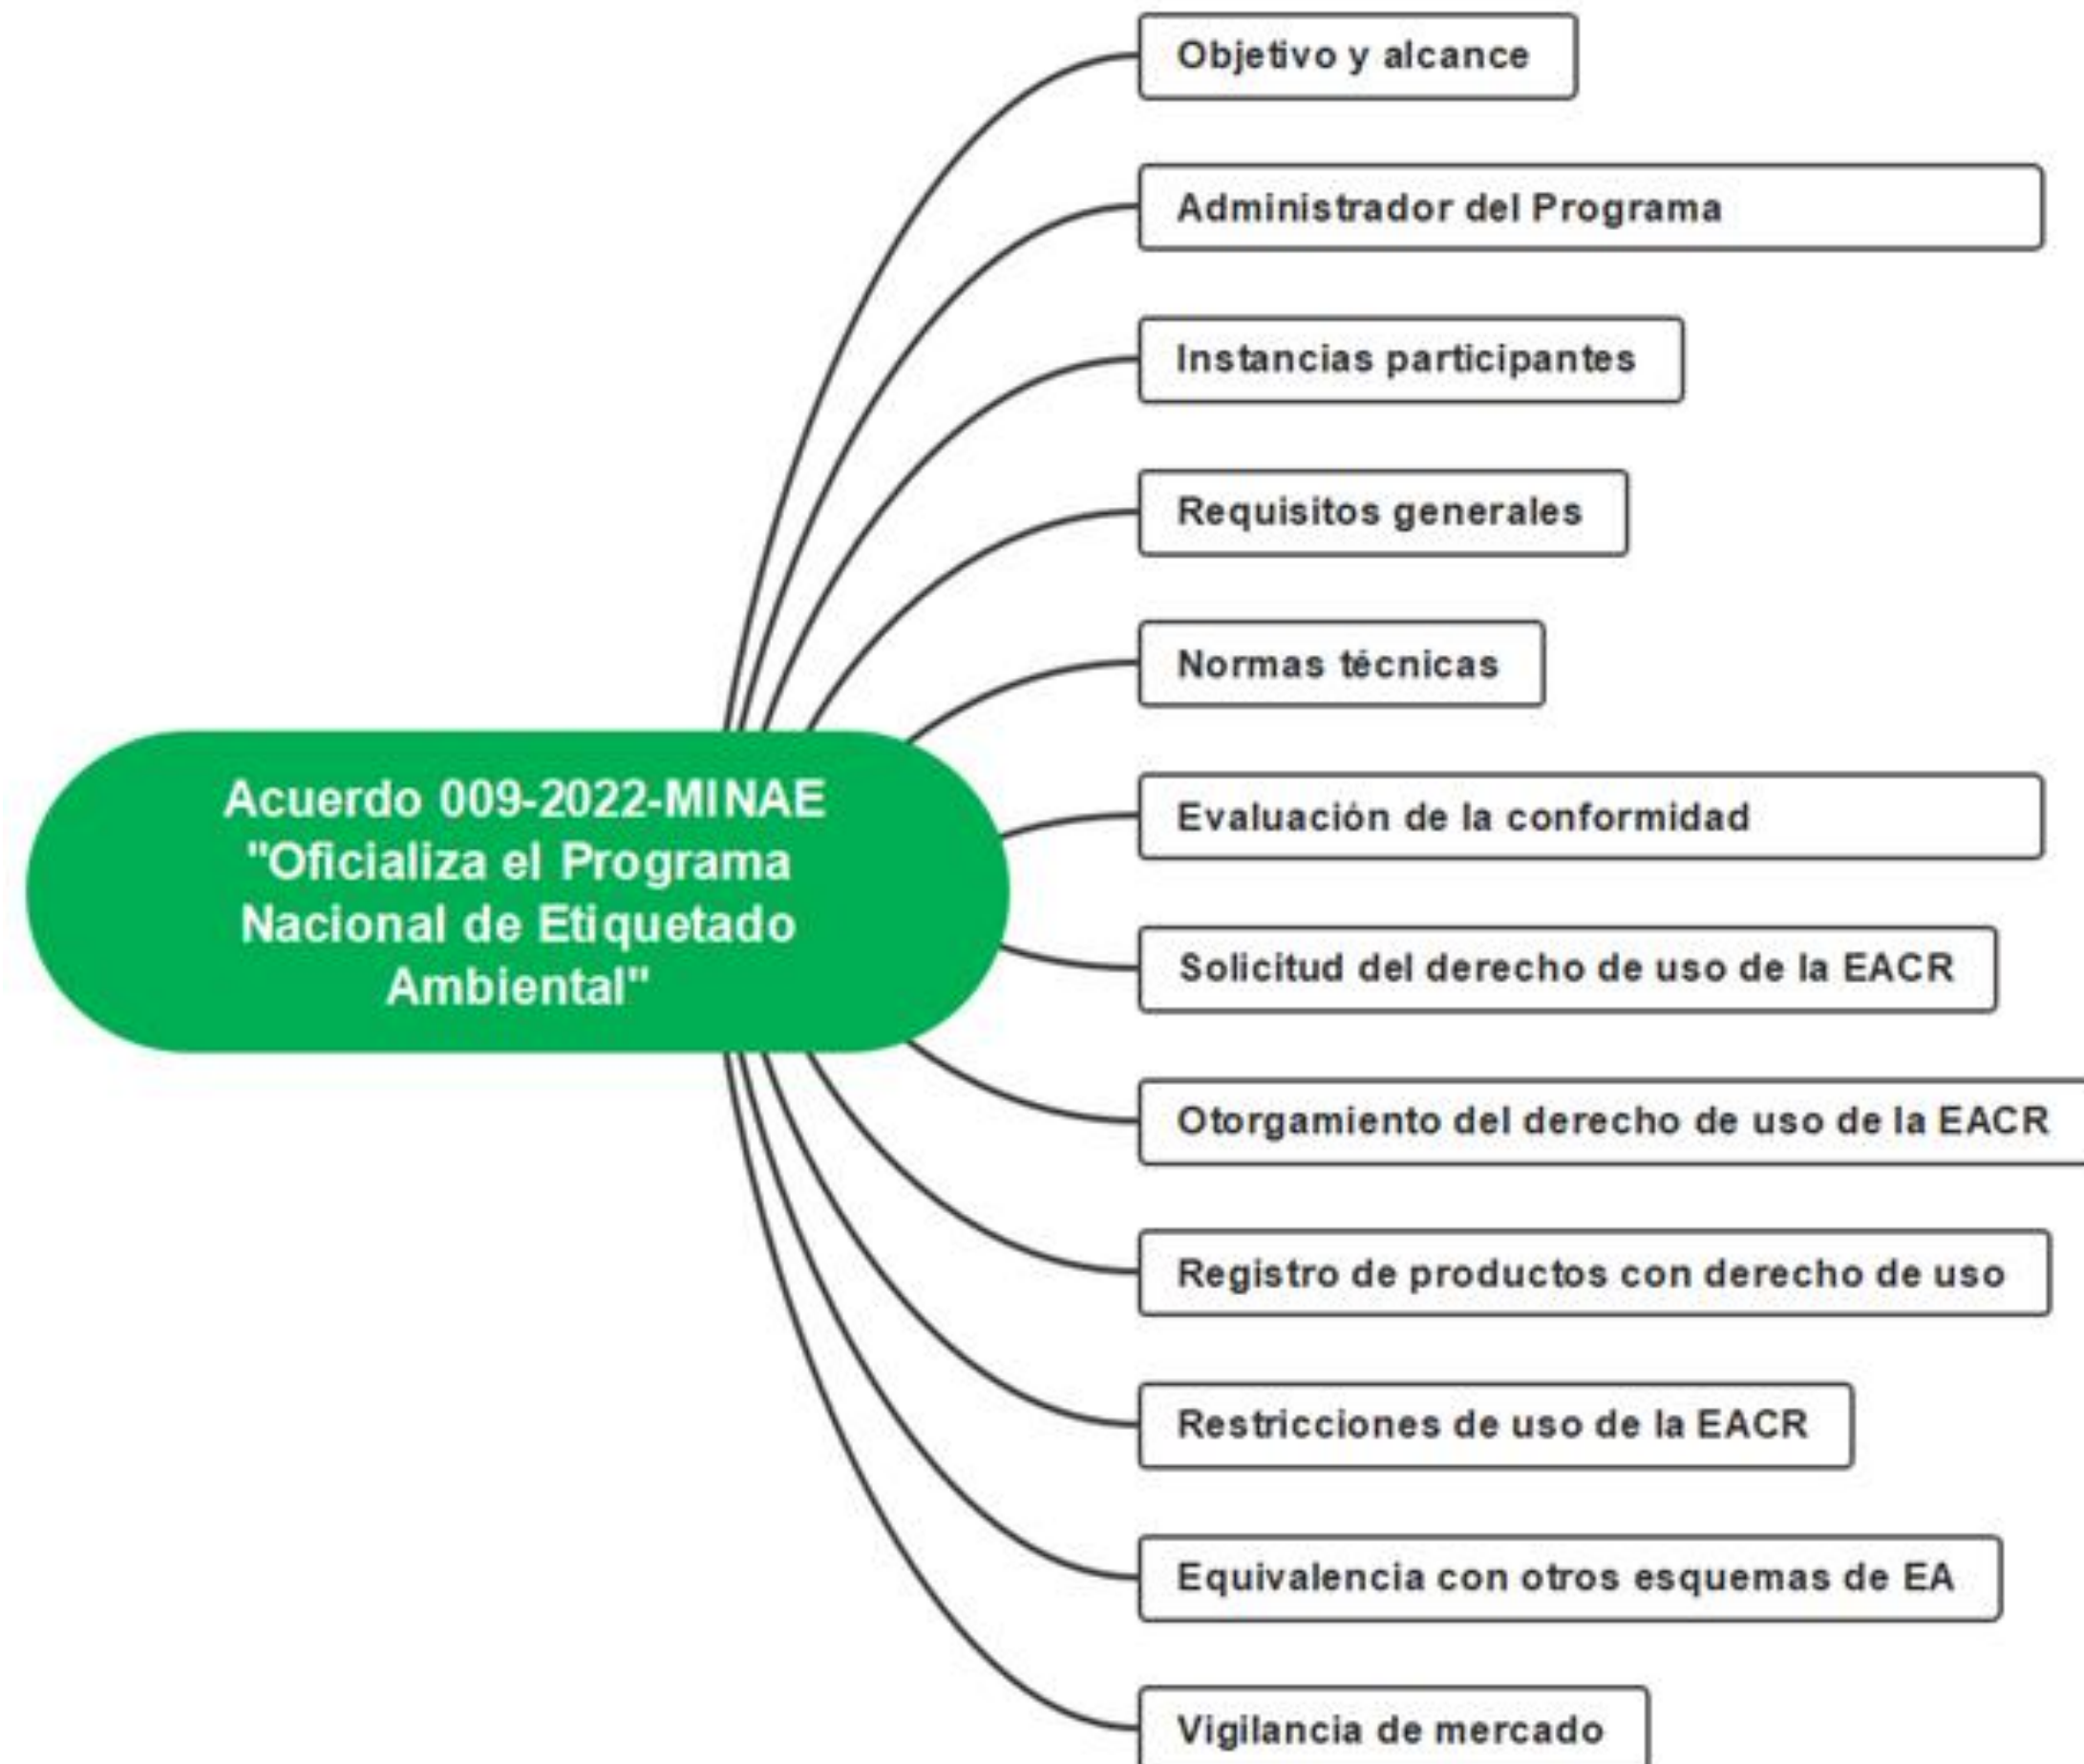 Objetivo y alcance
Administrador del Programa
Instancias participantes
Requisitos generales
Normas técnicas
Acuerdo 009-2022-MINAE
"Oficializa el Programa
Nacional de Etiquetado
Ambiental"
Evaluación de la conformidad
Solicitud del derecho de uso de la EACR
Otorgamiento del derecho de uso de la EACR
Registro de productos con derecho de uso
Restricciones de uso de la EACR
Equivalencia con otros esquemas de EA
Vigilancia de mercado